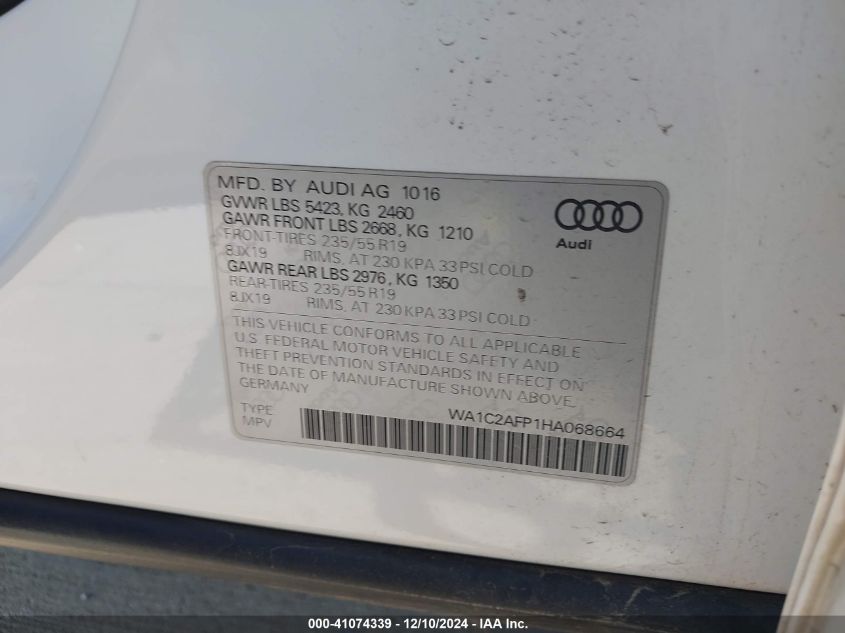 MFD. BY AUDI AG 1016
GVWR LBS 5423, KG 2460
GAWR FRONT LBS 2668, KG 1210
FRONT-TIRES 235/55 R19
8JX19 RIMS, AT 230 KPA 33 PSI COLD
GAWR REAR LBS 2976, KG 1350
REAR-TIRES 235/55 R19
8JX19 RIMS, AT 230 KPA 33 PSI COLD
Audi
THIS VEHICLE CONFORMS TO ALL APPLICABLE
U.S. FEDERAL MOTOR VEHICLE SAFETY AND
THEFT PREVENTION STANDARDS IN EFFECT ON
THE DATE OF MANUFACTURE SHOWN ABOVE.
GERMANY
TYPE WA1C2AFP1HA068664
MPV
000-41074339 - 12/10/2024 - IAA Inc.